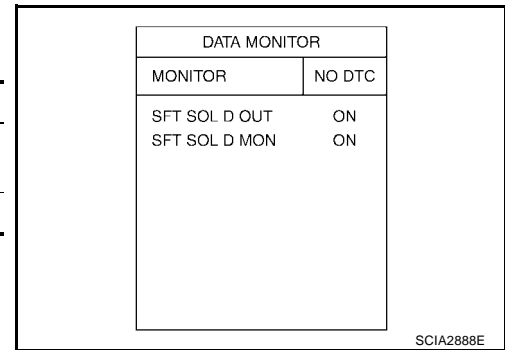 DATA MONITOR
MONITOR NO DTC
SFT SOL D OUT ON
SFT SOL D MON ON
SCIA2888E